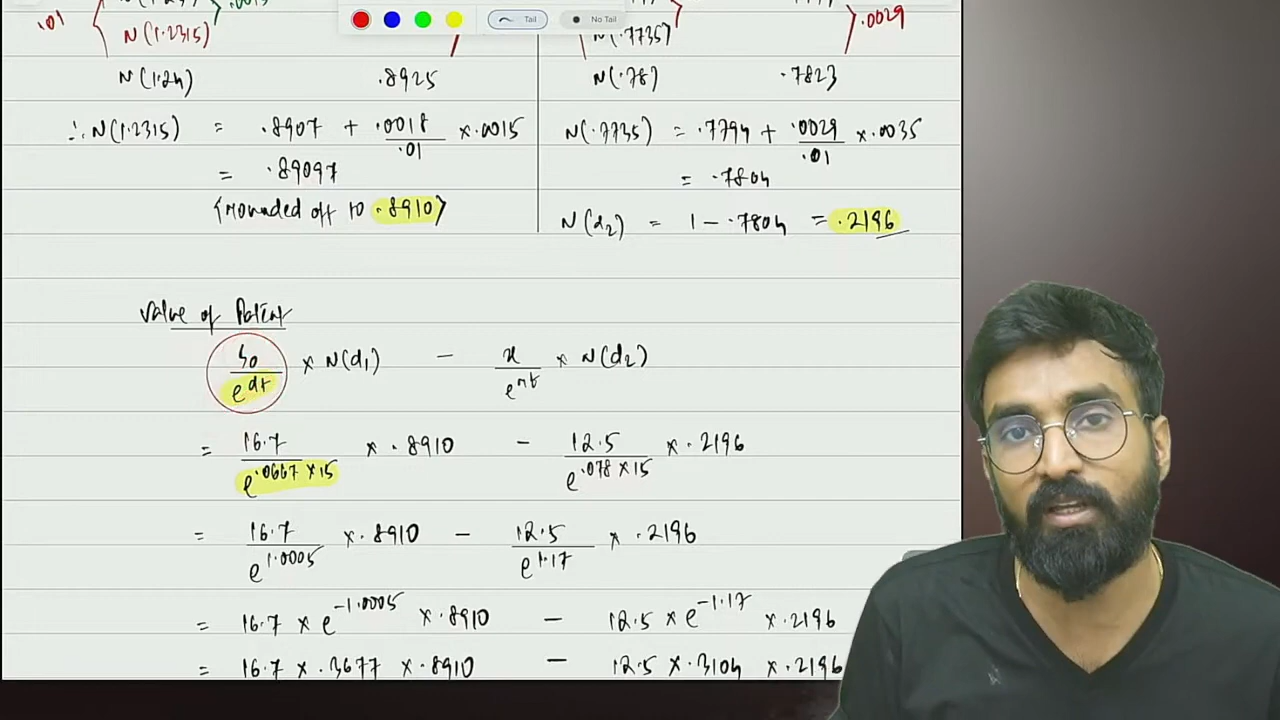 Tail No Tail
.01 N(1.2315) N(.7735) .0029
N(1.24) .8925 N(.78) .7823
∴ N(1.2315) = .8907 + .0018/.01 x .0015
= .89097
{rounded off to .8910}
N(.7735) = .7794 + .0029/.01 x .0035
= .7804
N(d₂) = 1 - .7804 = .2196
Value of Patent
S₀/e^dt x N(d₁) - x/e^rt x N(d₂)
= 16.7/e^.0667 x 15 x .8910 - 12.5/e^.078 x 15 x .2196
= 16.7/e^1.0005 x .8910 - 12.5/e^1.17 x .2196
= 16.7 x e^-1.0005 x .8910 - 12.5 x e^-1.17 x .2196
= 16.7 x .3677 x .8910 - 12.5 x .3104 x .2196